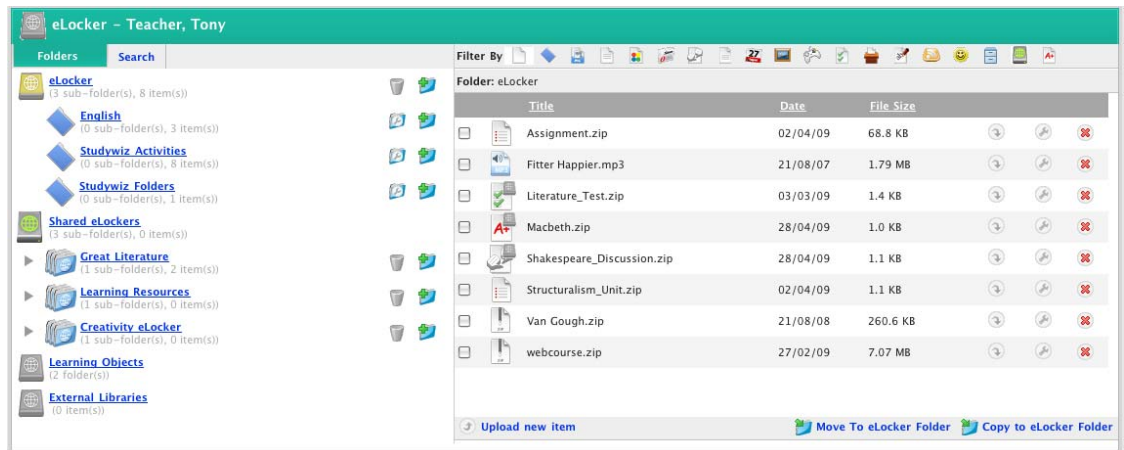 eLocker – Teacher, Tony
Folders
Search
eLocker
(3 sub-folder(s), 8 item(s))
English
(0 sub-folder(s), 3 item(s))
Studywiz Activities
(0 sub-folder(s), 8 item(s))
Studywiz Folders
(0 sub-folder(s), 1 item(s))
Shared eLockers
(3 sub-folder(s), 0 item(s))
Great Literature
(1 sub-folder(s), 2 item(s))
Learning Resources
(1 sub-folder(s), 0 item(s))
Creativity eLocker
(1 sub-folder(s), 0 item(s))
Learning Objects
(2 folder(s))
External Libraries
(0 item(s))
Filter By
Folder: eLocker
Title Date File Size
Assignment.zip 02/04/09 68.8 KB
Fitter Happier.mp3 21/08/07 1.79 MB
Literature_Test.zip 03/03/09 1.4 KB
Macbeth.zip 28/04/09 1.0 KB
Shakespeare_Discussion.zip 28/04/09 1.1 KB
Structuralism_Unit.zip 02/04/09 1.1 KB
Van Gough.zip 21/08/08 260.6 KB
webcourse.zip 27/02/09 7.07 MB
Upload new item Move To eLocker Folder Copy to eLocker Folder